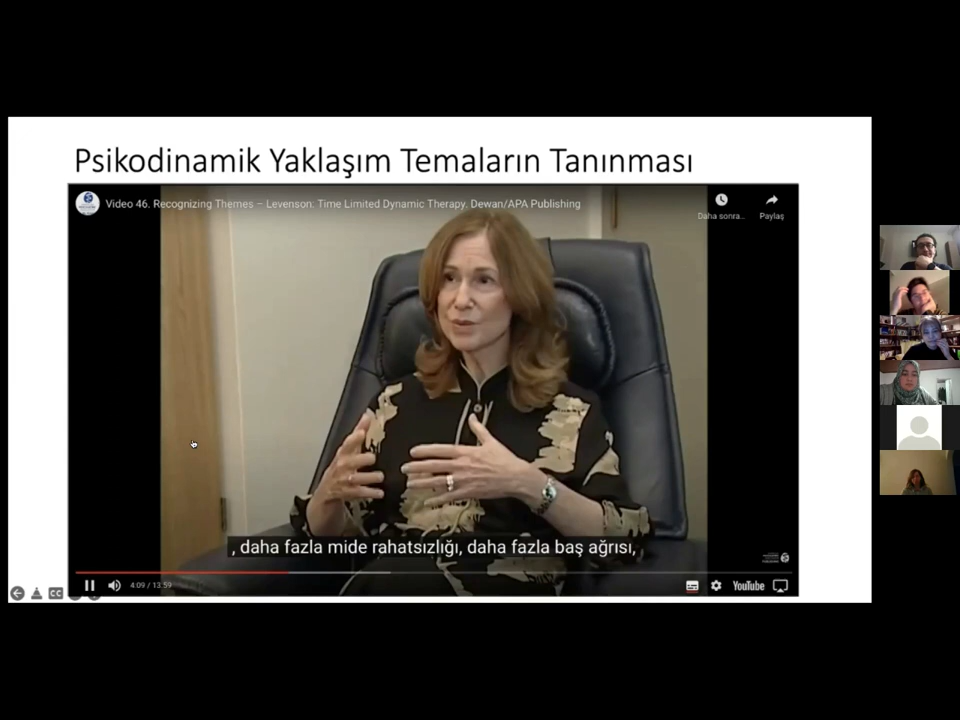 Psikodinamik Yaklaşım Temaların Tanınması
Video 46. Recognizing Themes – Levenson: Time Limited Dynamic Therapy. Dewan/APA Publishing
Daha sonra...
Paylaş
, daha fazla mide rahatsızlığı, daha fazla baş ağrısı,
4:09 / 13:59
YouTube
CC